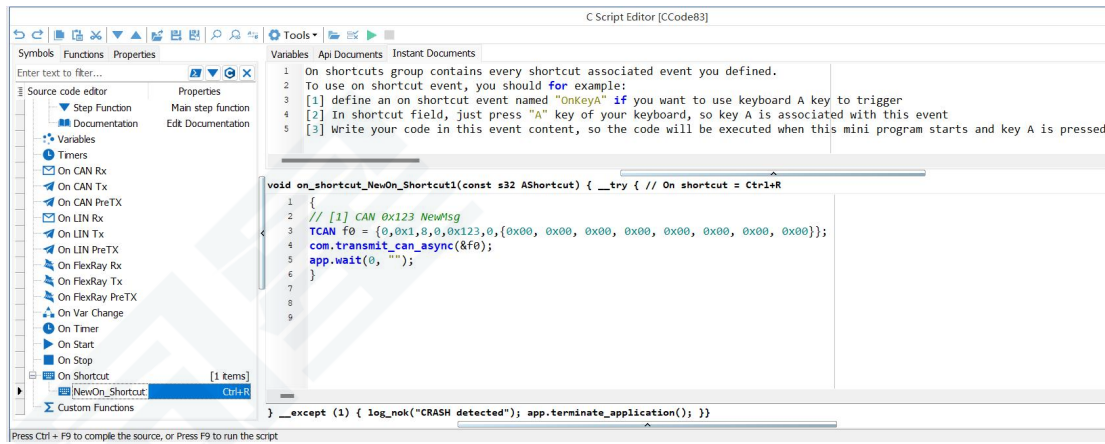 C Script Editor [CCode83]
Tools
Symbols Functions Properties
Enter text to filter...
Source code editor Properties
Step Function Main step function
Documentation Edit Documentation
Variables
Timers
On CAN Rx
On CAN Tx
On CAN PreTX
On LIN Rx
On LIN Tx
On LIN PreTX
On FlexRay Rx
On FlexRay Tx
On FlexRay PreTX
On Var Change
On Timer
On Start
On Stop
On Shortcut [1 items]
NewOn_Shortcut Ctrl+R
Custom Functions
Variables Api Documents Instant Documents
1 On shortcuts group contains every shortcut associated event you defined.
2 To use on shortcut event, you should for example:
3 [1] define an on shortcut event named "OnKeyA" if you want to use keyboard A key to trigger
4 [2] In shortcut field, just press "A" key of your keyboard, so key A is associated with this event
5 [3] Write your code in this event content, so the code will be executed when this mini program starts and key A is pressed
void on_shortcut_NewOn_Shortcut1(const s32 AShortcut) { __try { // On shortcut = Ctrl+R
1 {
2 // [1] CAN 0x123 NewMsg
3 TCAN f0 = {0,0x1,8,0,0x123,0,{0x00, 0x00, 0x00, 0x00, 0x00, 0x00, 0x00, 0x00}};
4 com.transmit_can_async(&f0);
5 app.wait(0, "");
6 }
7
8
9
} __except (1) { log_nok("CRASH detected"); app.terminate_application(); }}
Press Ctrl + F9 to compile the source, or Press F9 to run the script